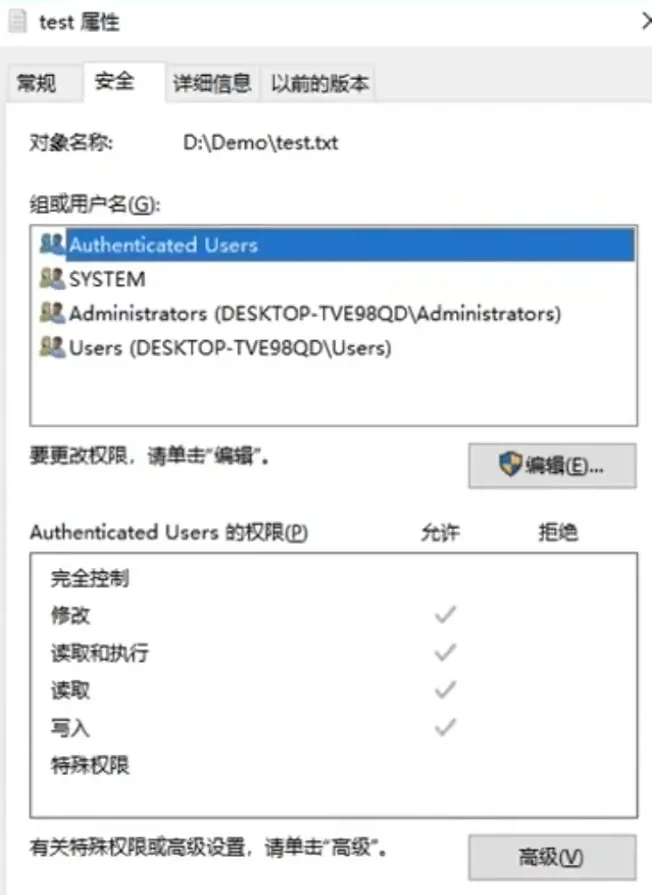 test 属性
常规 安全 详细信息 以前的版本
对象名称: D:\Demo\test.txt
组或用户名(G):
Authenticated Users
SYSTEM
Administrators (DESKTOP-TVE98QD\Administrators)
Users (DESKTOP-TVE98QD\Users)
要更改权限，请单击"编辑"。
编辑(E)...
Authenticated Users 的权限(P) 允许 拒绝
完全控制
修改
读取和执行
读取
写入
特殊权限
有关特殊权限或高级设置，请单击"高级"。
高级(V)